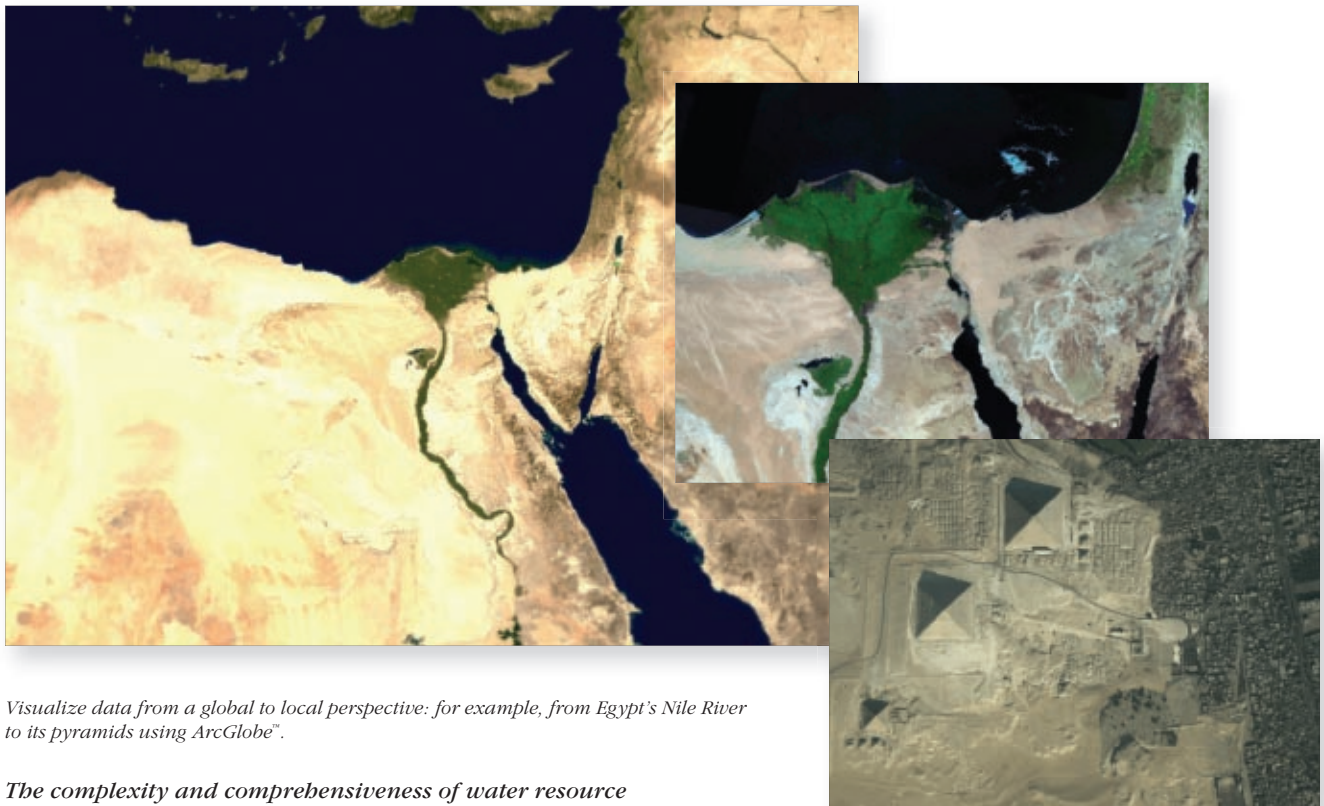 Visualize data from a global to local perspective: for example, from Egypt's Nile River
to its pyramids using ArcGlobe™.
The complexity and comprehensiveness of water resource